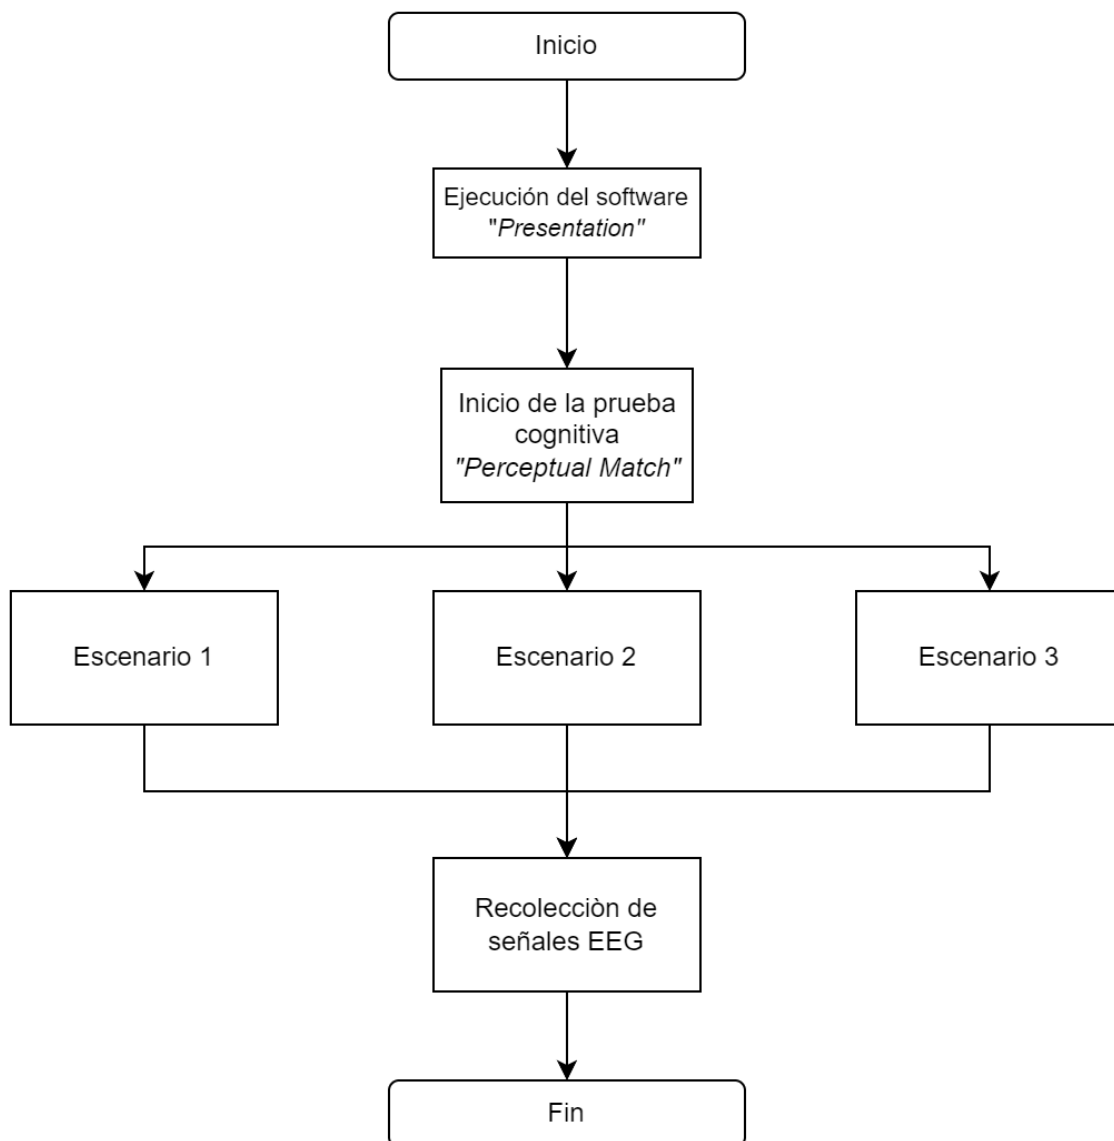 Inicio
Ejecución del software
"Presentation"
Inicio de la prueba
cognitiva
"Perceptual Match"
Escenario 1
Escenario 2
Escenario 3
Recolecciòn de
señales EEG
Fin